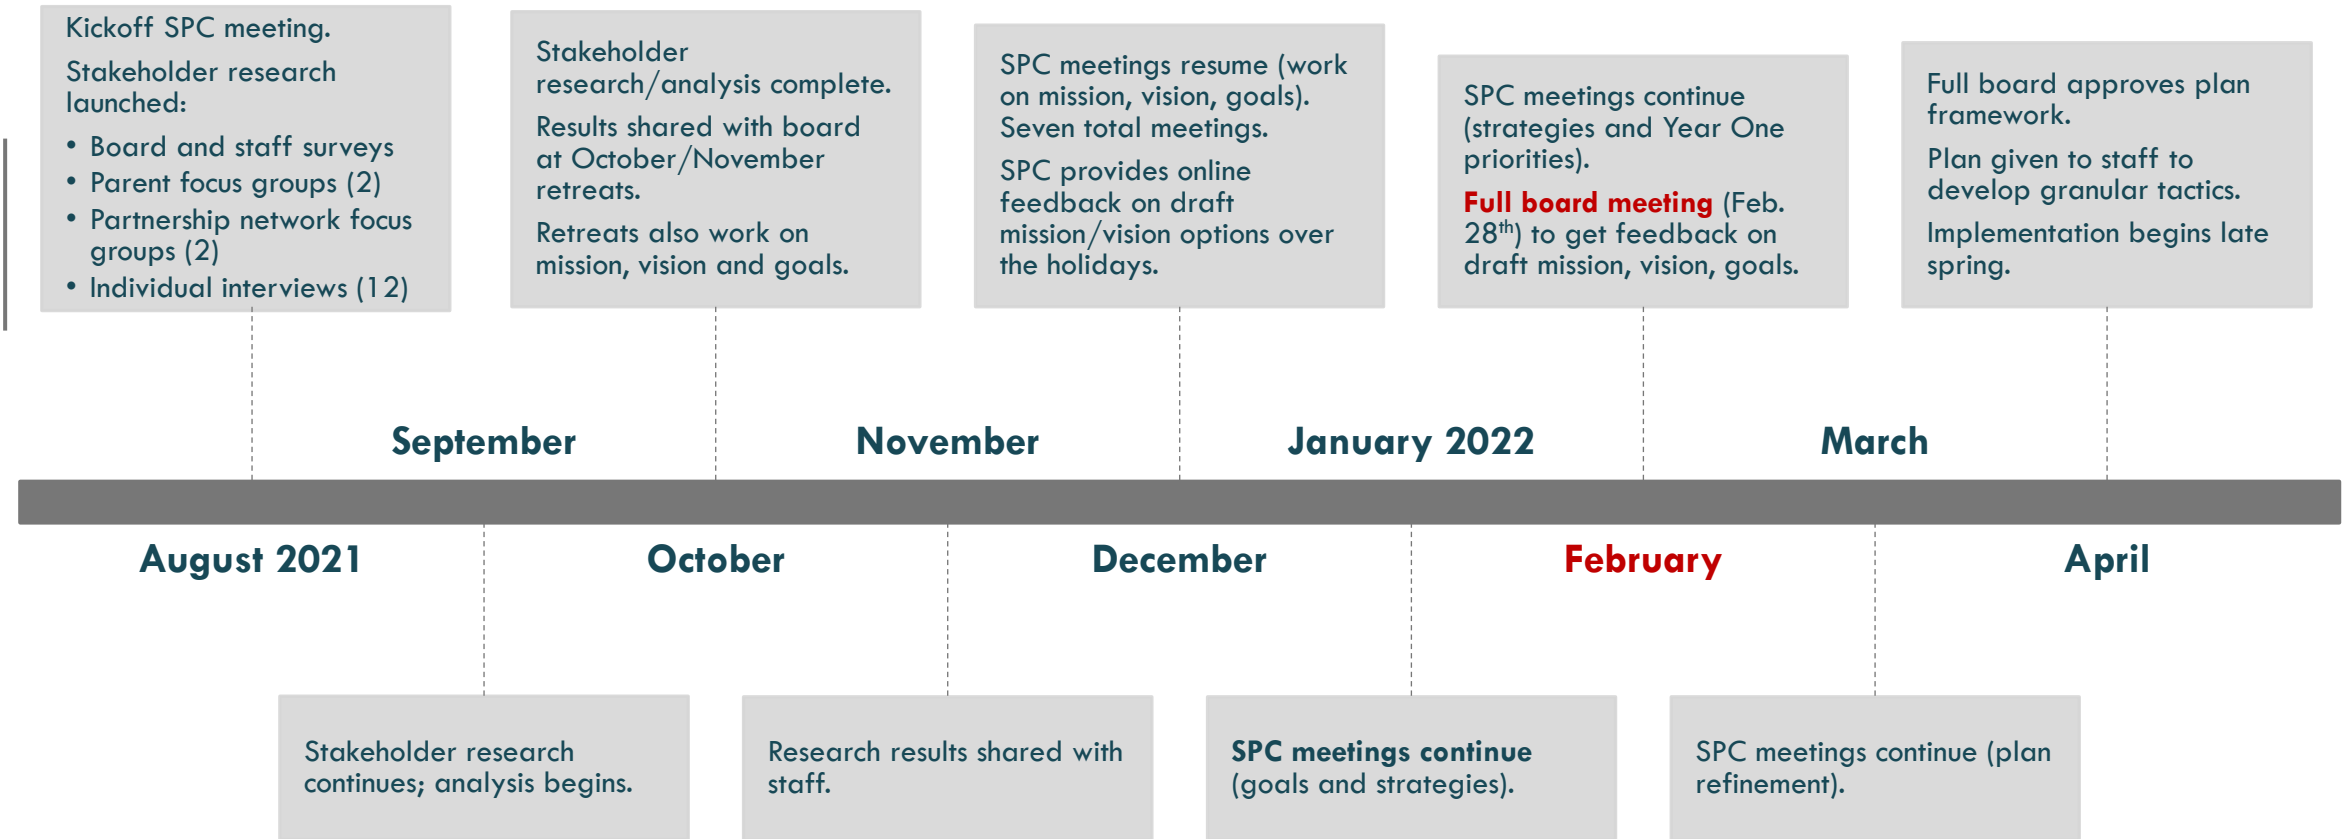 Kickoff SPC meeting.
Stakeholder research
launched:
• Board and staff surveys
• Parent focus groups (2)
• Partnership network focus
groups (2)
• Individual interviews (12)
Stakeholder
research/analysis complete.
Results shared with board
at October/November
retreats.
Retreats also work on
mission, vision and goals.
SPC meetings resume (work
on mission, vision, goals).
Seven total meetings.
SPC provides online
feedback on draft
mission/vision options over
the holidays.
SPC meetings continue
(strategies and Year One
priorities).
Full board meeting (Feb.
28th) to get feedback on
draft mission, vision, goals.
Full board approves plan
framework.
Plan given to staff to
develop granular tactics.
Implementation begins late
spring.
September
November
January 2022
March
August 2021
October
December
February
April
Stakeholder research
continues; analysis begins.
Research results shared with
staff.
SPC meetings continue
(goals and strategies).
SPC meetings continue (plan
refinement).